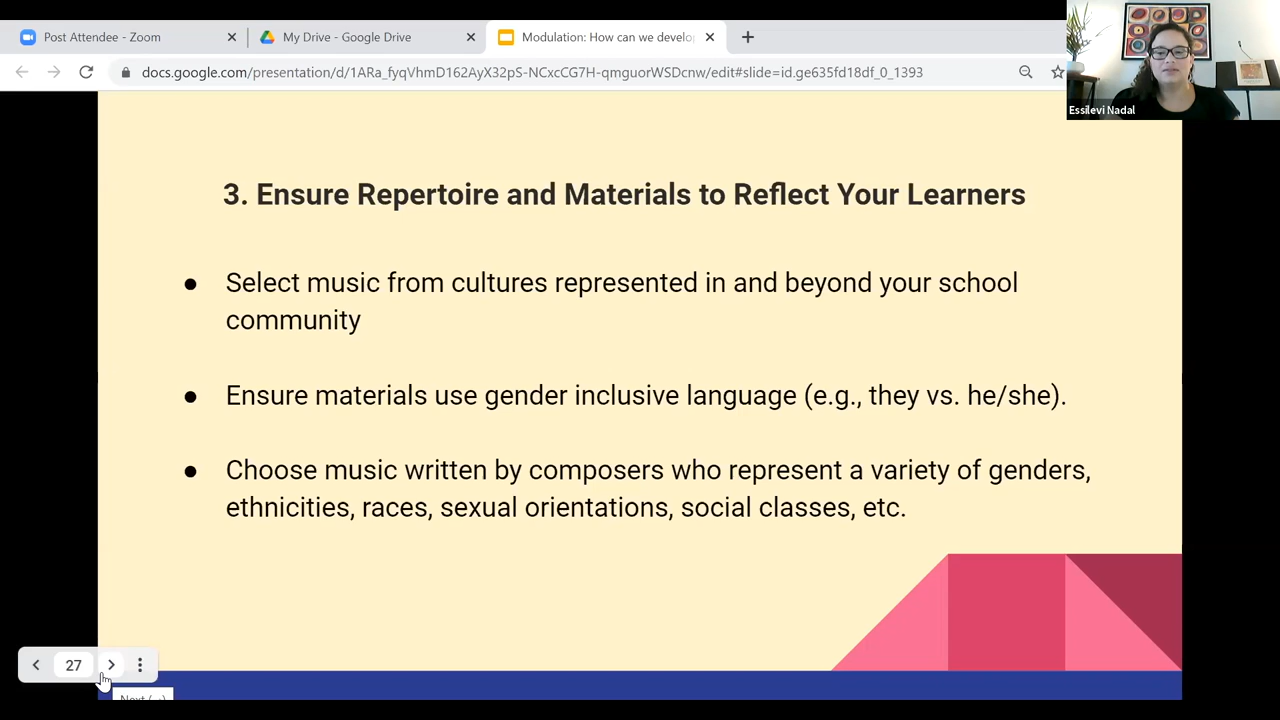 Post Attendee - Zoom
My Drive - Google Drive
Modulation: How can we develo
docs.google.com/presentation/d/1ARa_fyqVhmD162AyX32pS-NCxcCG7H-qmguorWSDcnw/edit#slide=id.ge635fd18df_0_1393
Essilevi Nadal
3. Ensure Repertoire and Materials to Reflect Your Learners
● Select music from cultures represented in and beyond your school
community
● Ensure materials use gender inclusive language (e.g., they vs. he/she).
● Choose music written by composers who represent a variety of genders,
ethnicities, races, sexual orientations, social classes, etc.
27
Next